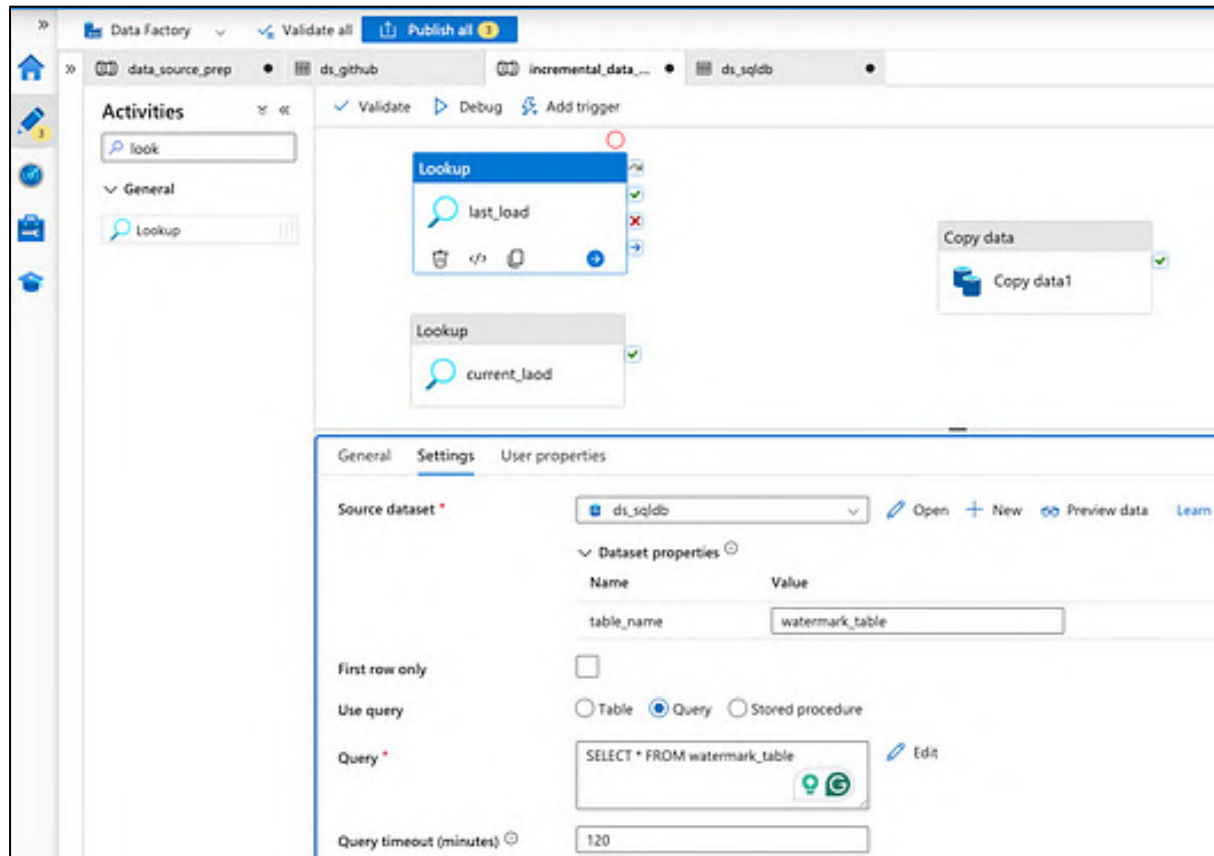 Data Factory
Validate all
Publish all 3
data_source_prep
ds_github
incremental_data_...
ds_sqldb
3
Activities
Validate
Debug
Add trigger
look
General
Lookup
Lookup
last_load
Copy data
Copy data1
Lookup
current_laod
General Settings User properties
Source dataset *
ds_sqldb
Open
New
Preview data
Learn
Dataset properties
Name Value
table_name watermark_table
First row only
Use query
Table Query Stored procedure
Query *
SELECT * FROM watermark_table
Edit
Query timeout (minutes)
120